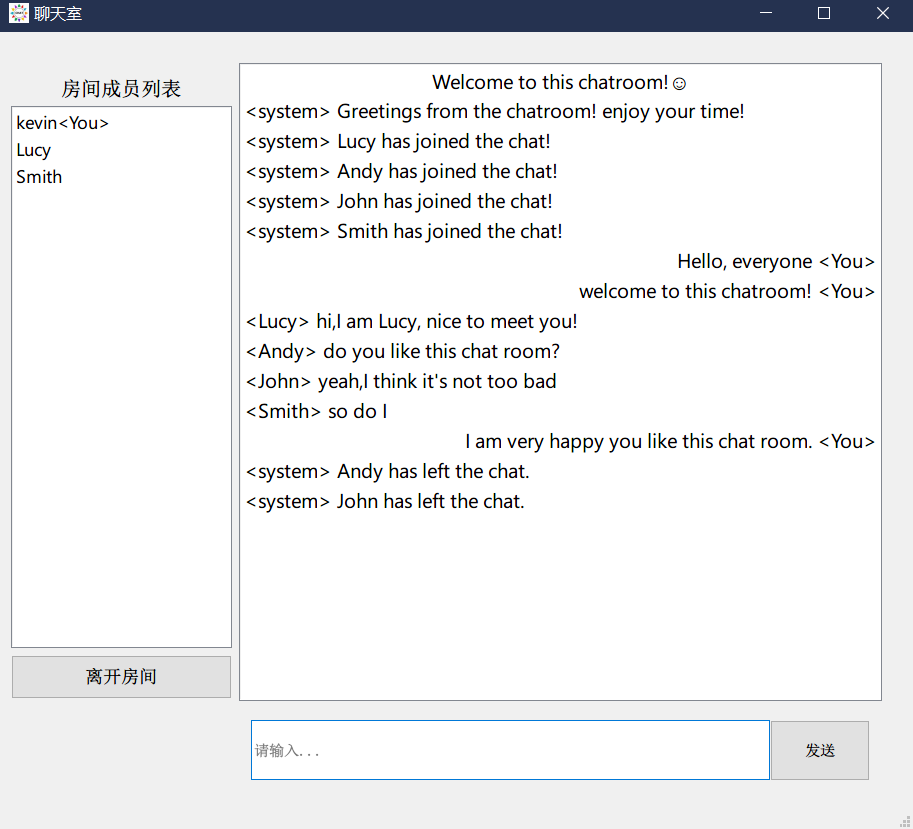 聊天室
房间成员列表
kevin<You>
Lucy
Smith
离开房间
Welcome to this chatroom!☺
<system> Greetings from the chatroom! enjoy your time!
<system> Lucy has joined the chat!
<system> Andy has joined the chat!
<system> John has joined the chat!
<system> Smith has joined the chat!
Hello, everyone <You>
welcome to this chatroom! <You>
<Lucy> hi,I am Lucy, nice to meet you!
<Andy> do you like this chat room?
<John> yeah,I think it's not too bad
<Smith> so do I
I am very happy you like this chat room. <You>
<system> Andy has left the chat.
<system> John has left the chat.
请输入...
发送